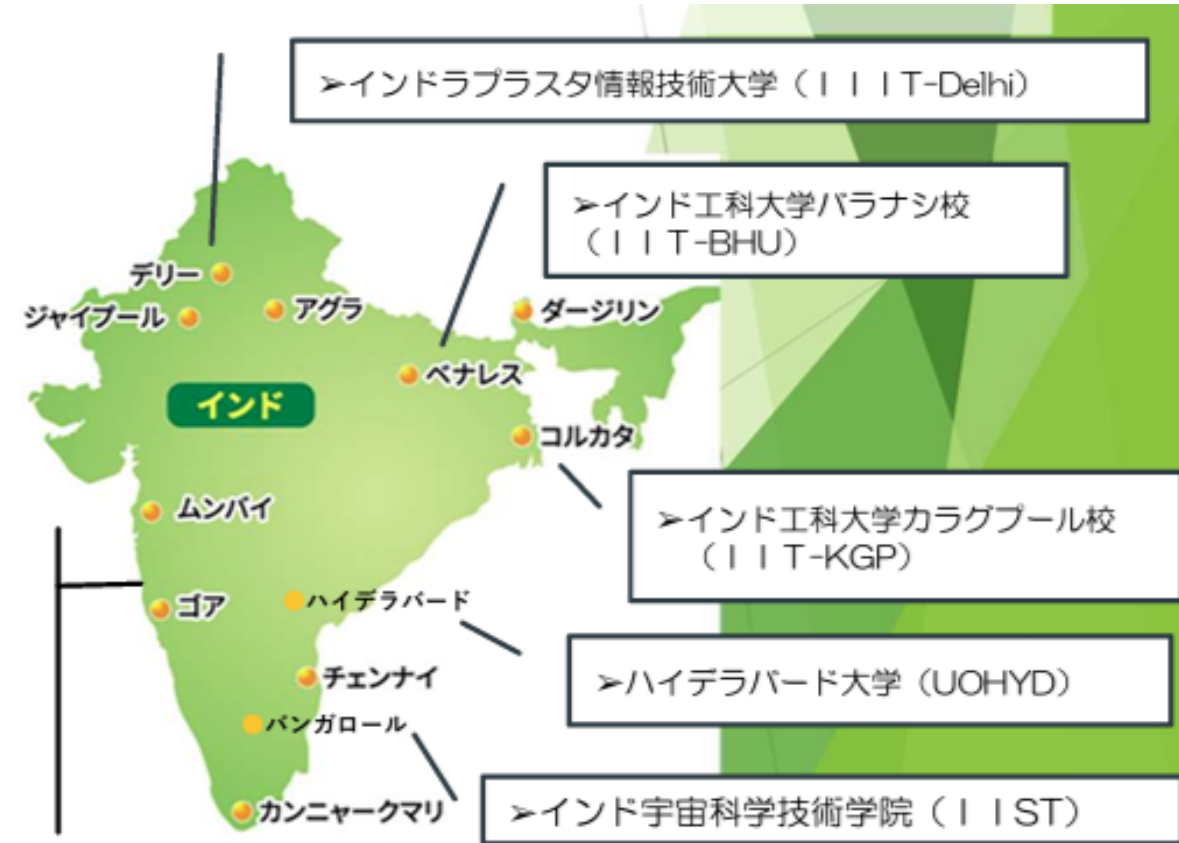 ➢インドラプラスタ情報技術大学（ＩＩＩＴ-Delhi）
➢インド工科大学バラナシ校
（ＩＩＴ-BHU）
デリー
ジャイプール
アグラ
ダージリン
ベナレス
インド
コルカタ
ムンバイ
➢インド工科大学カラグプール校
（ＩＩＴ-KGP）
ゴア
ハイデラバード
➢ハイデラバード大学（UOHYD）
チェンナイ
バンガロール
カンニャークマリ
➢インド宇宙科学技術学院（ＩＩST）